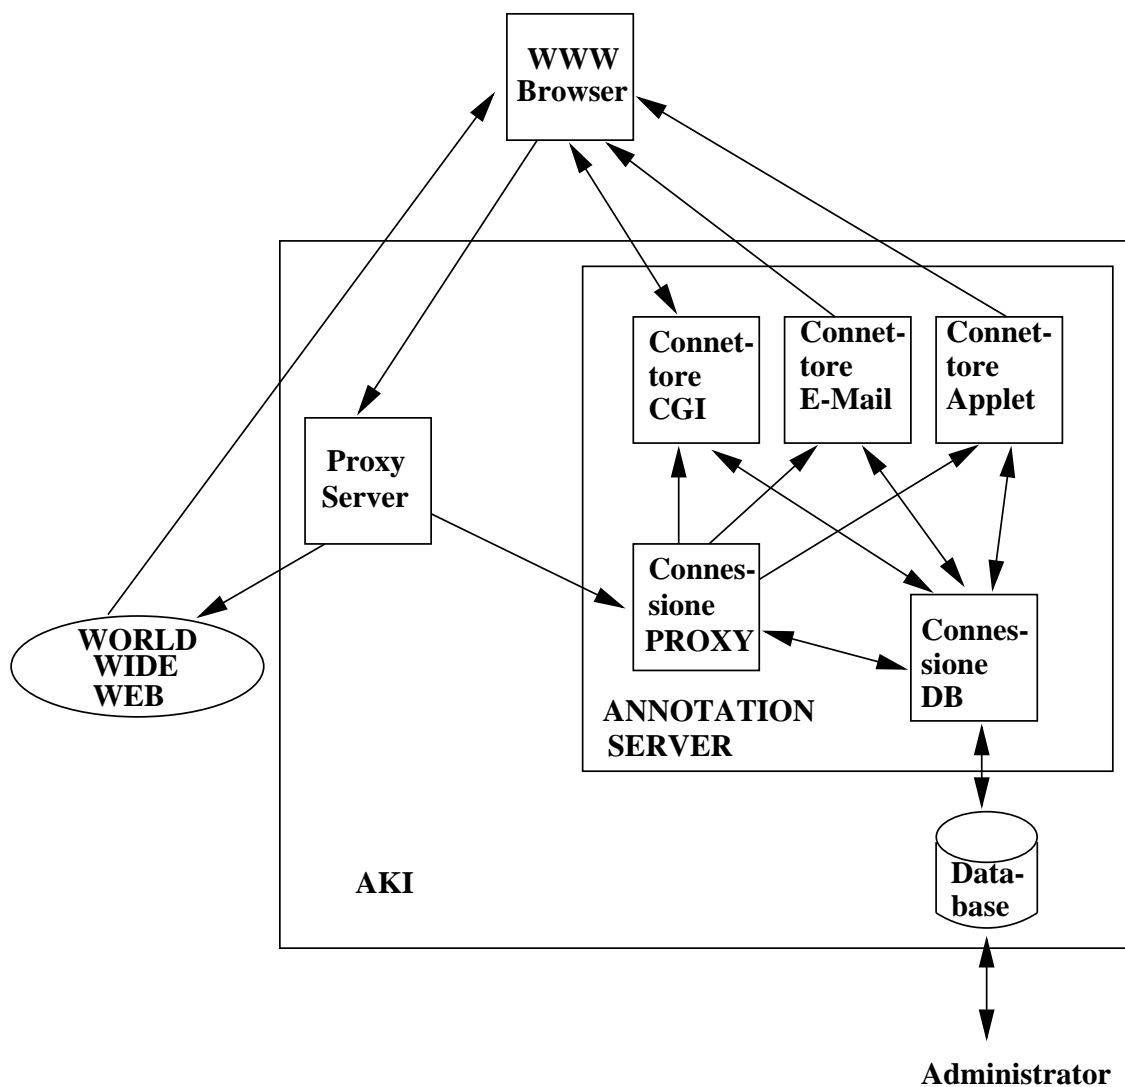 WWW
Browser
Connet-
tore
CGI
Connet-
tore
E-Mail
Connet-
tore
Applet
Proxy
Server
Connes-
sione
PROXY
Connes-
sione
DB
WORLD
WIDE
WEB
ANNOTATION
SERVER
AKI
Data-
base
Administrator